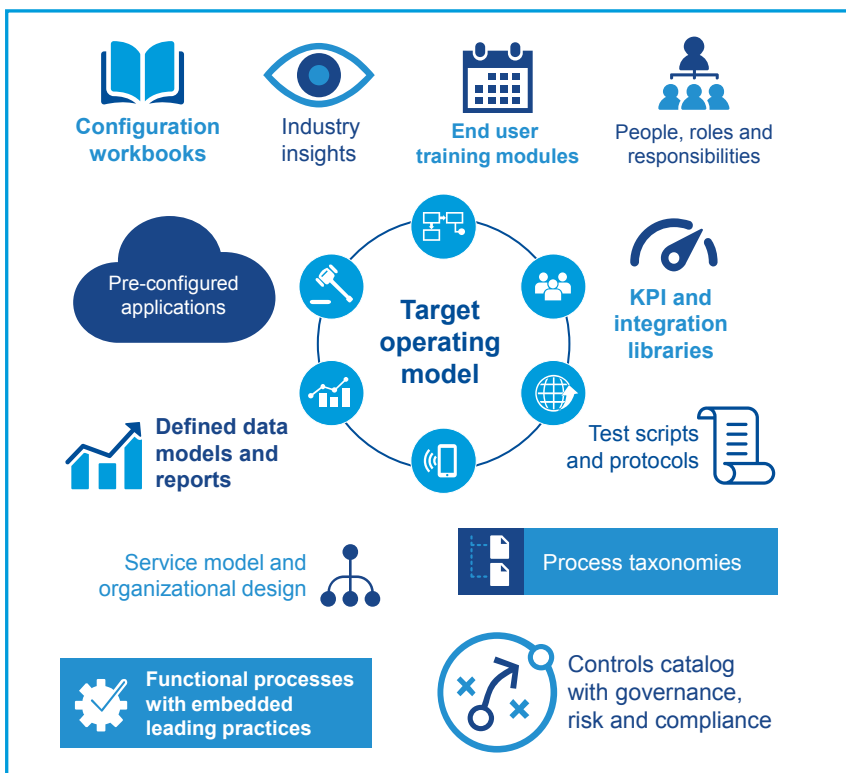 Configuration
workbooks
Industry
insights
End user
training modules
People, roles and
responsibilities
Pre-configured
applications
Target
operating
model
KPI and
integration
libraries
Defined data
models and
reports
Test scripts
and protocols
Service model and
organizational design
Process taxonomies
Functional processes
with embedded
leading practices
Controls catalog
with governance,
risk and compliance